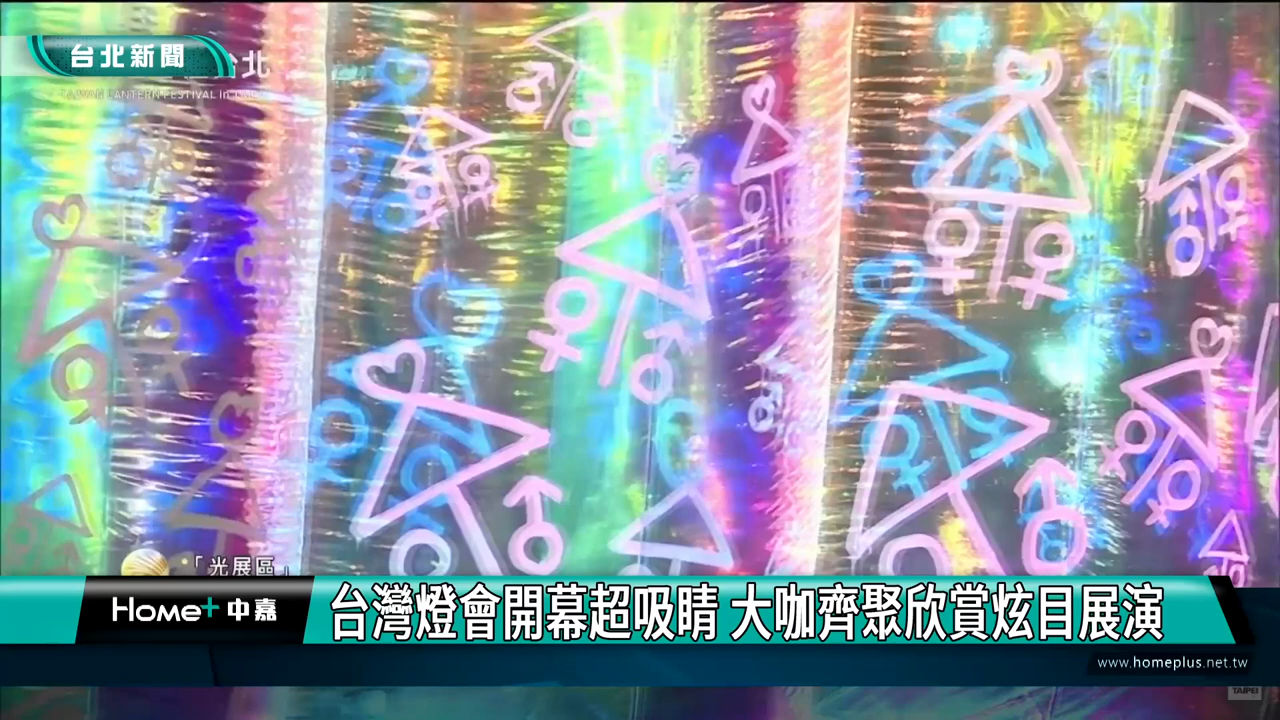 台北新聞
台北
TAIWAN LANTERN FESTIVAL in
「光展區」
Home+ 中嘉
台灣燈會開幕超吸睛 大咖齊聚欣賞炫目展演
www.homeplus.net.tw
TAIPEI